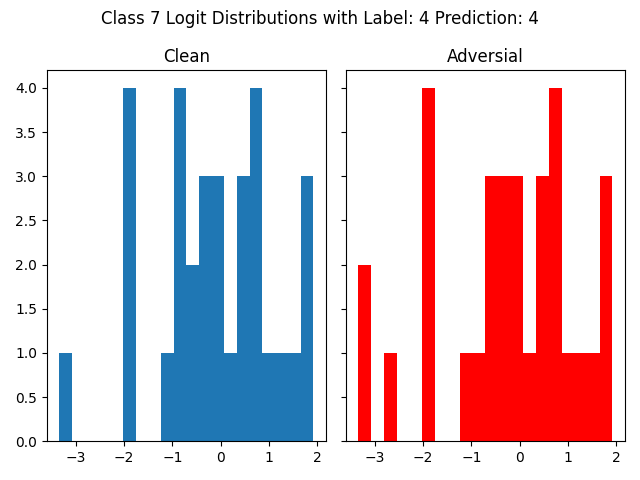 Class 7 Logit Distributions with Label: 4 Prediction: 4
Clean
Adversial
4.0
3.5
3.0
2.5
2.0
1.5
1.0
0.5
0.0
−3 −2 −1 0 1 2
−3 −2 −1 0 1 2